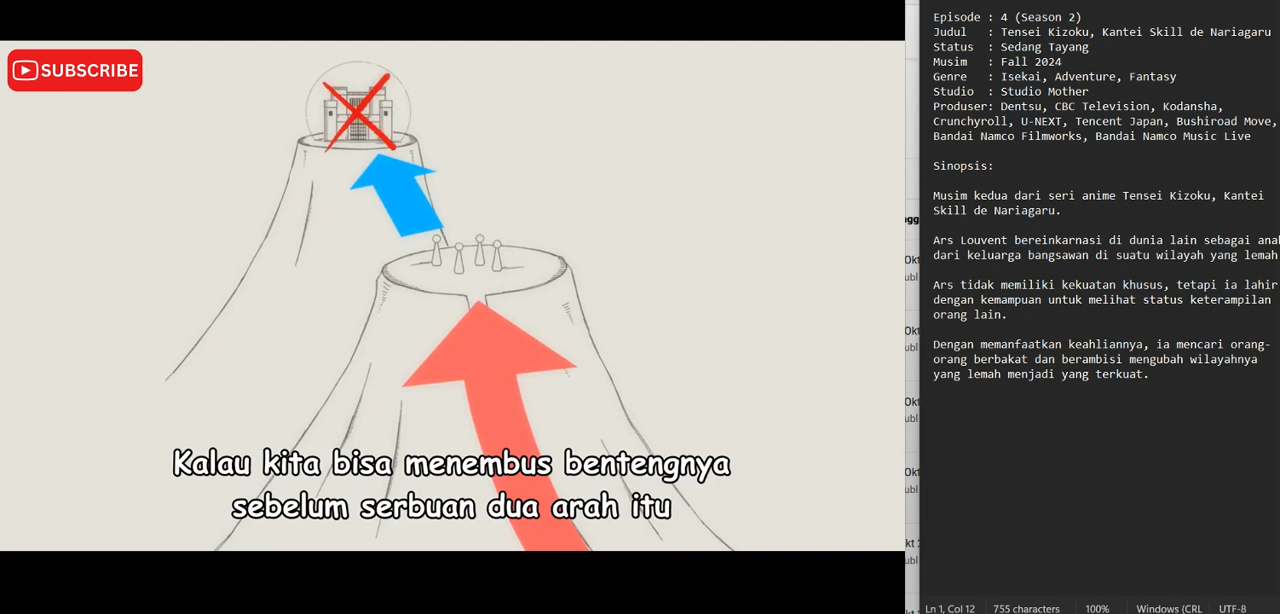 SUBSCRIBE
Kalau kita bisa menembus bentengnya
sebelum serbuan dua arah itu
Episode : 4 (Season 2)
Judul : Tensei Kizoku, Kantei Skill de Nariagaru
Status : Sedang Tayang
Musim : Fall 2024
Genre : Isekai, Adventure, Fantasy
Studio : Studio Mother
Produser: Dentsu, CBC Television, Kodansha,
Crunchyroll, U-NEXT, Tencent Japan, Bushiroad Move,
Bandai Namco Filmworks, Bandai Namco Music Live
Sinopsis:
Musim kedua dari seri anime Tensei Kizoku, Kantei
Skill de Nariagaru.
Ars Louvent bereinkarnasi di dunia lain sebagai anak
dari keluarga bangsawan di suatu wilayah yang lemah
Ars tidak memiliki kekuatan khusus, tetapi ia lahir
dengan kemampuan untuk melihat status keterampilan
orang lain.
Dengan memanfaatkan keahliannya, ia mencari orang-
orang berbakat dan berambisi mengubah wilayahnya
yang lemah menjadi yang terkuat.
Ln 1, Col 12 755 characters 100% Windows (CRL UTF-8